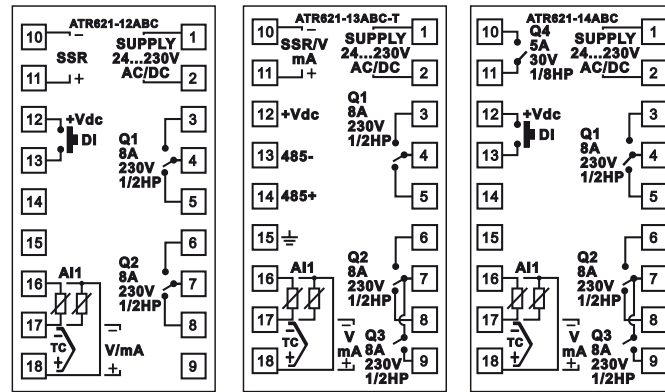 ATR621-12ABC
10 −
SSR
11 +
SUPPLY
24...230V
AC/DC
1
2
12 +Vdc
DI
13
14
15
Q1
8A
230V
1/2HP
3
4
5
Q2
8A
230V
1/2HP
6
7
8
9
16 AI1
17 −
TC
18 +
−
V/mA
+
ATR621-13ABC-T
10 −
SSR/V
mA
11 +
SUPPLY
24...230V
AC/DC
1
2
12 +Vdc
13 485-
14 485+
15
Q1
8A
230V
1/2HP
3
4
5
Q2
8A
230V
1/2HP
6
7
8
Q3
8A
230V
1/2HP
9
16 AI1
17 −
TC
18 +
−
V
mA
+
ATR621-14ABC
10 Q4
5A
30V
11 1/8HP
SUPPLY
24...230V
AC/DC
1
2
12 +Vdc
DI
13
14
15
Q1
8A
230V
1/2HP
3
4
5
Q2
8A
230V
1/2HP
6
7
8
Q3
8A
230V
1/2HP
9
16 AI1
17 −
TC
18 +
−
V
mA
+